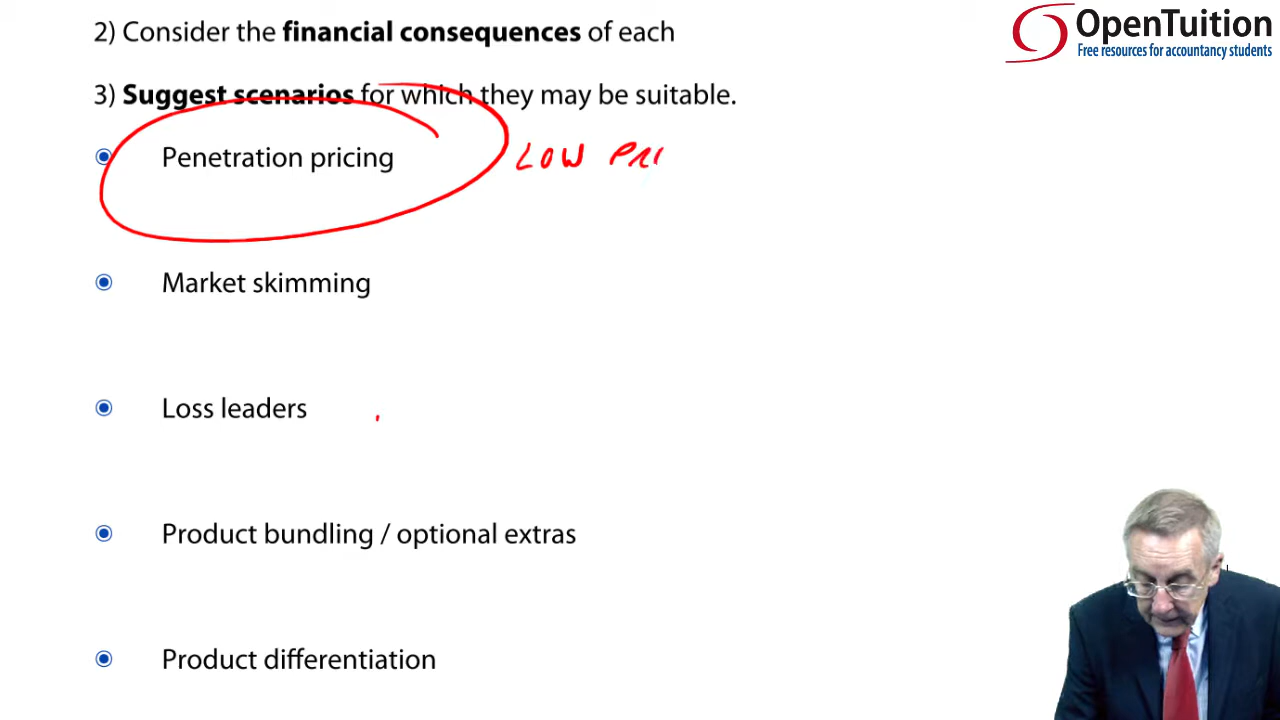 OpenTuition
Free resources for accountancy students
2) Consider the financial consequences of each
3) Suggest scenarios for which they may be suitable.
Penetration pricing
LOW PRI
Market skimming
Loss leaders
Product bundling / optional extras
Product differentiation